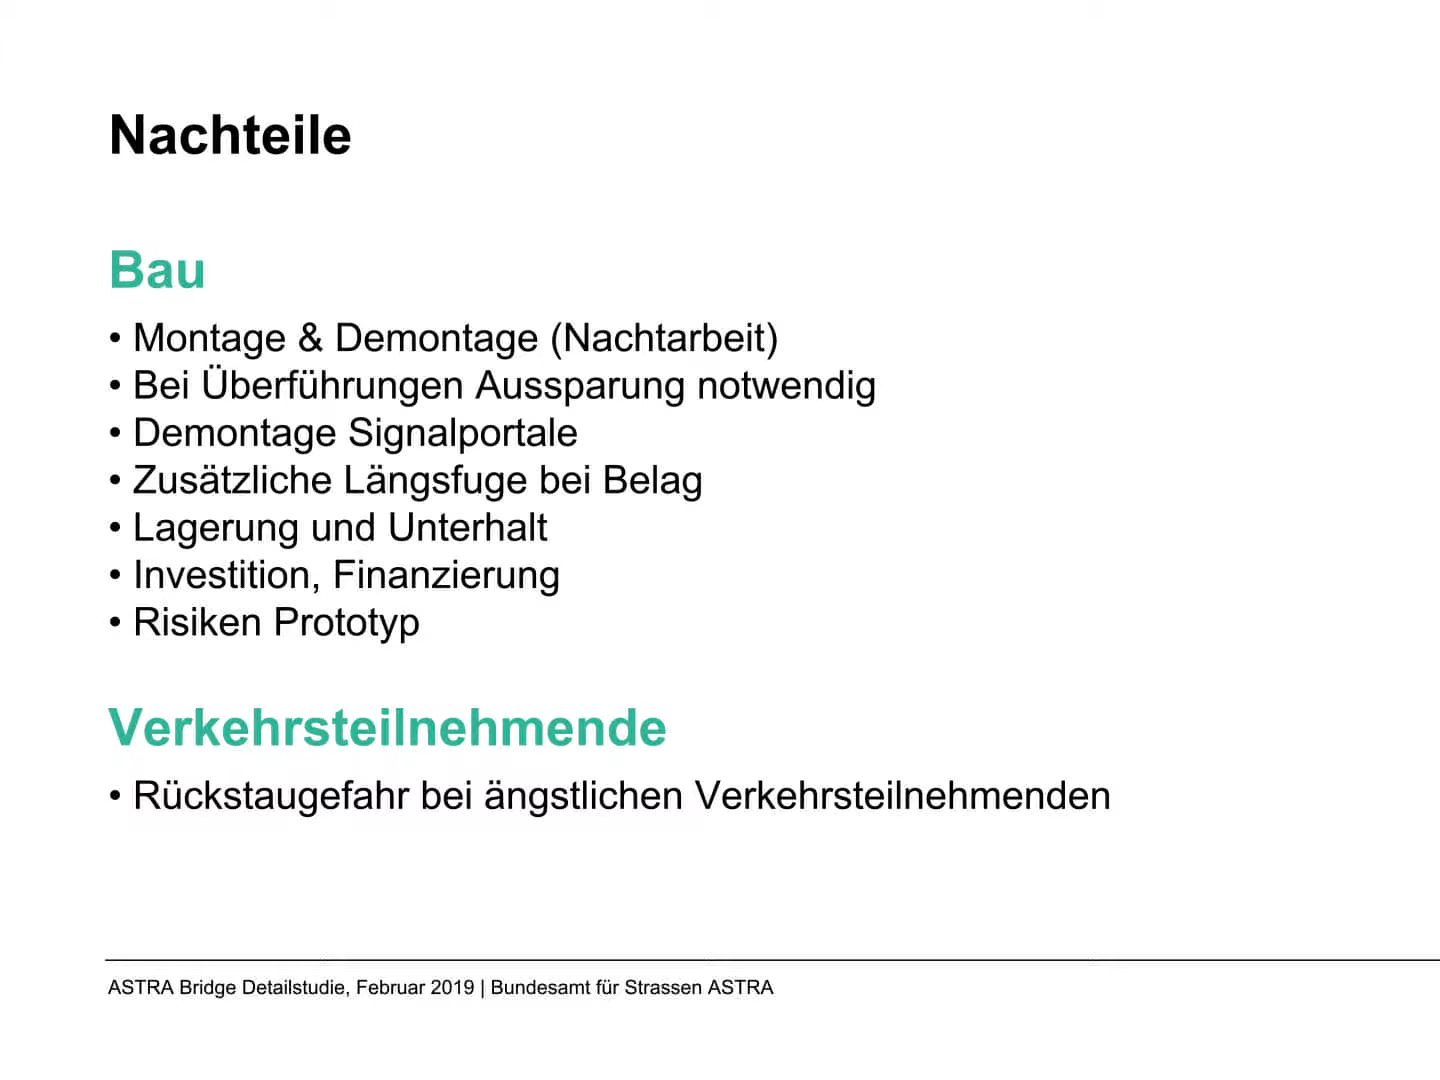 Nachteile
Bau
• Montage & Demontage (Nachtarbeit)
• Bei Überführungen Aussparung notwendig
• Demontage Signalportale
• Zusätzliche Längsfuge bei Belag
• Lagerung und Unterhalt
• Investition, Finanzierung
• Risiken Prototyp
Verkehrsteilnehmende
• Rückstaugefahr bei ängstlichen Verkehrsteilnehmenden
ASTRA Bridge Detailstudie, Februar 2019 | Bundesamt für Strassen ASTRA